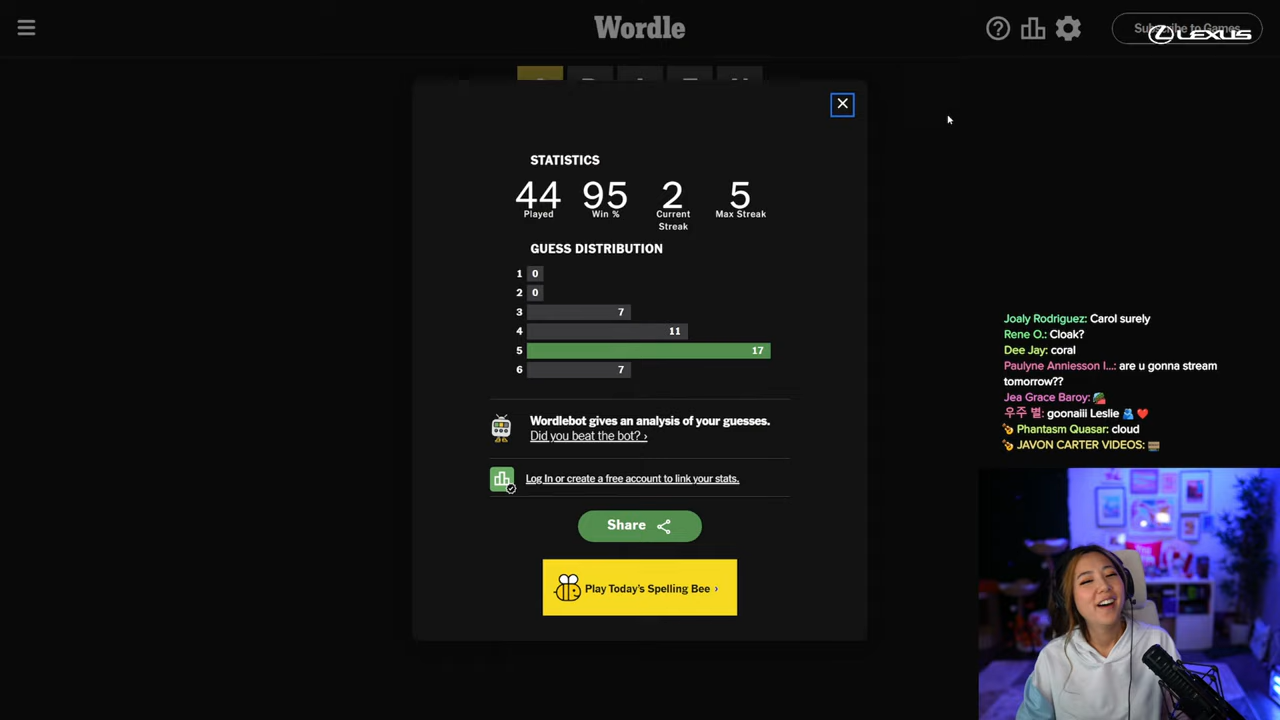 Wordle
Subscribe to Games
LEXUS
STATISTICS
44 95 2 5
Played Win % Current Streak Max Streak
GUESS DISTRIBUTION
1 0
2 0
3 7
4 11
5 17
6 7
Wordlebot gives an analysis of your guesses.
Did you beat the bot? ›
Log In or create a free account to link your stats.
Share
Play Today's Spelling Bee ›
Joaly Rodriguez: Carol surely
Rene O.: Cloak?
Dee Jay: coral
Paulyne Anniesson I...: are u gonna stream
tomorrow??
Jea Grace Baroy:
우주 별: goonaiii Leslie
Phantasm Quasar: cloud
JAVON CARTER VIDEOS: